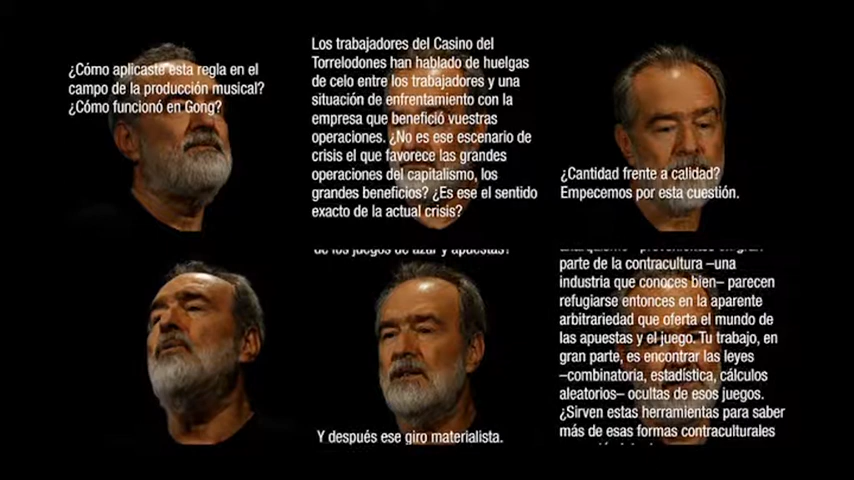 ¿Cómo aplicaste esta regla en el
campo de la producción musical?
¿Cómo funcionó en Gong?
Los trabajadores del Casino del
Torrelodones han hablado de huelgas
de celo entre los trabajadores y una
situación de enfrentamiento con la
empresa que benefició vuestras
operaciones. ¿No es ese escenario de
crisis el que favorece las grandes
operaciones del capitalismo, los
grandes beneficios? ¿Es ese el sentido
exacto de la actual crisis?
¿Cantidad frente a calidad?
Empecemos por esta cuestión.
de los juegos de azar y apuestas?
Y después ese giro materialista.
parte de la contracultura –una
industria que conoces bien– parecen
refugiarse entonces en la aparente
arbitrariedad que oferta el mundo de
las apuestas y el juego. Tu trabajo, en
gran parte, es encontrar las leyes
–combinatoria, estadística, cálculos
aleatorios– ocultas de esos juegos.
¿Sirven estas herramientas para saber
más de esas formas contraculturales